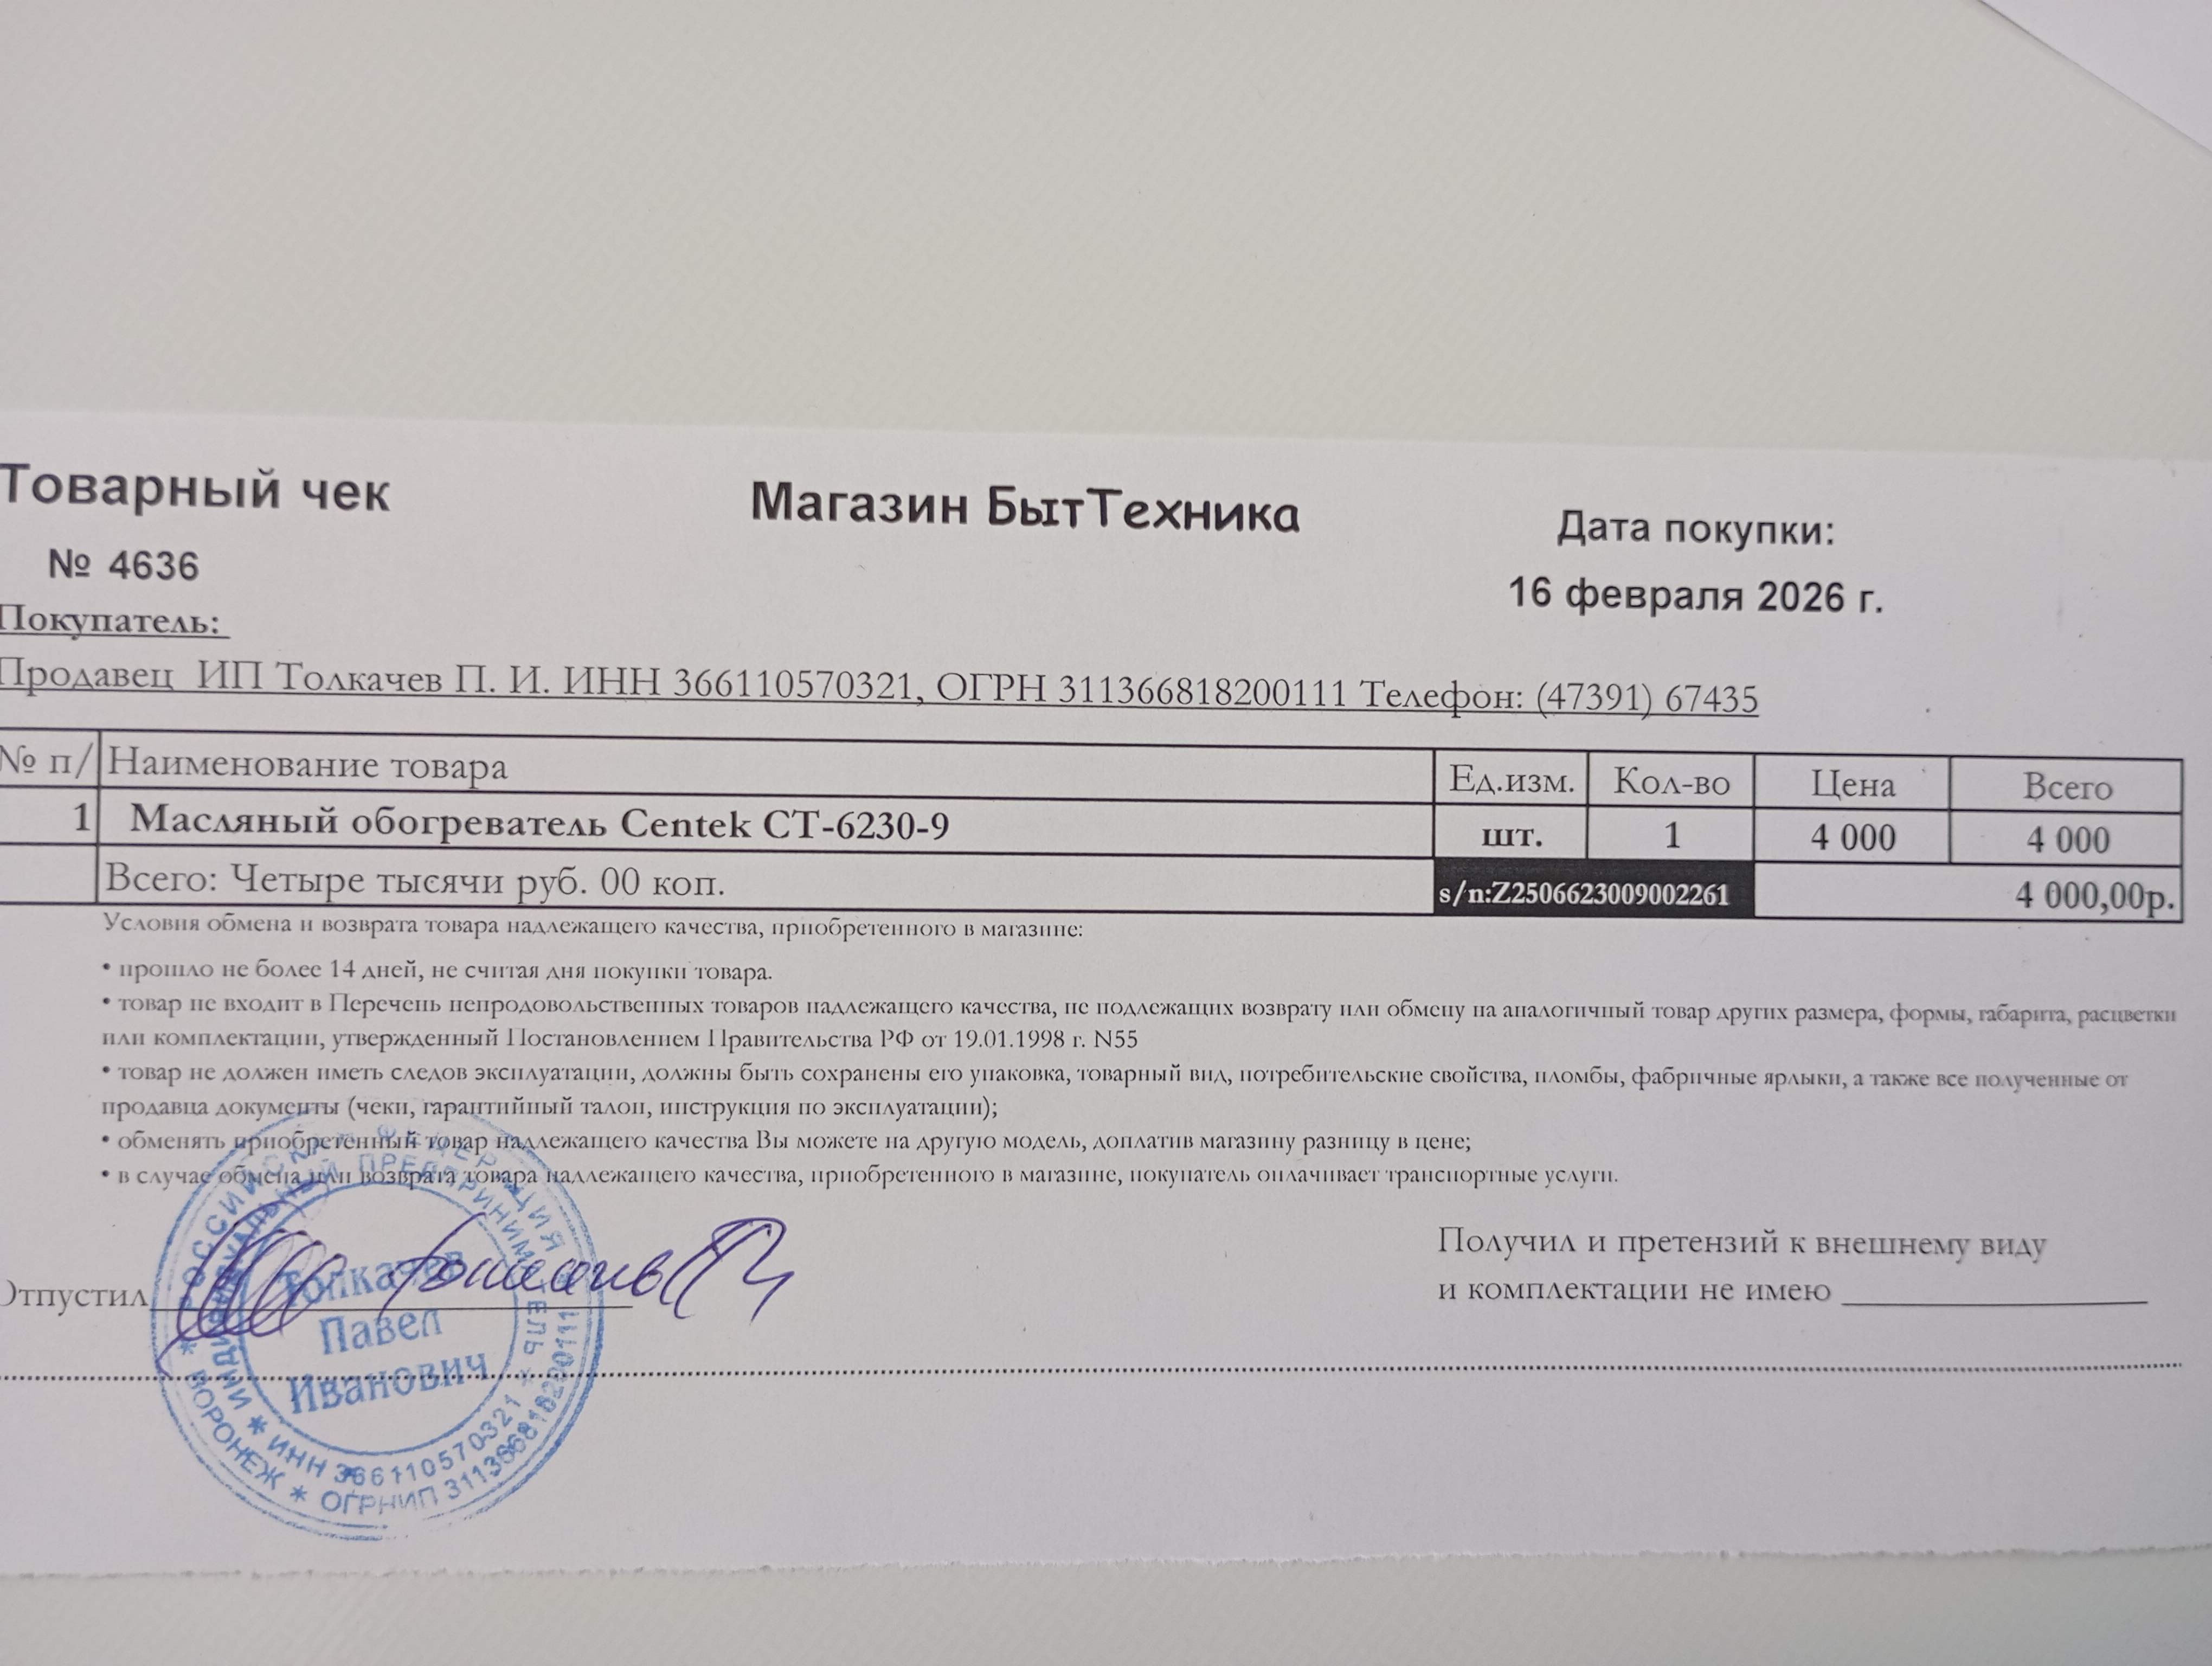 Товарный чек
Магазин БытТехника
Дата покупки:
№ 4636
16 февраля 2026 г.
Покупатель:
Продавец ИП Толкачев П. И. ИНН 366110570321, ОГРН 311366818200111 Телефон: (47391) 67435
№ п/ Наименование товара Ед.изм. Кол-во Цена Всего
1 Масляный обогреватель Centek CT-6230-9 шт. 1 4 000 4 000
Всего: Четыре тысячи руб. 00 коп. s/n:Z2506623009002261 4 000,00р.
Условия обмена и возврата товара надлежащего качества, приобретенного в магазине:
• прошло не более 14 дней, не считая дня покупки товара.
• товар не входит в Перечень непродовольственных товаров надлежащего качества, не подлежащих возврату или обмену на аналогичный товар других размера, формы, габарита, расцветки
или комплектации, утвержденный Постановлением Правительства РФ от 19.01.1998 г. N55
• товар не должен иметь следов эксплуатации, должны быть сохранены его упаковка, товарный вид, потребительские свойства, пломбы, фабричные ярлыки, а также все полученные от
продавца документы (чеки, гарантийный талон, инструкция по эксплуатации);
• обменять приобретенный товар надлежащего качества Вы можете на другую модель, доплатив магазину разницу в цене;
• в случае обмена или возврата товара надлежащего качества, приобретенного в магазине, покупатель оплачивает транспортные услуги.
Получил и претензий к внешнему виду
и комплектации не имею
Отпустил
РОССИЙСКАЯ ФЕДЕРАЦИЯ
ИНДИВИДУАЛЬНЫЙ ПРЕДПРИНИМАТЕЛЬ
Толкачев
Павел
Иванович
* ИНН 366110570321 *
* ВОРОНЕЖ * ОГРНИП 311366818200111